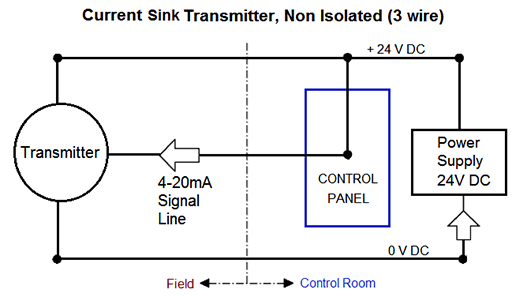 Current Sink Transmitter, Non Isolated (3 wire)
+ 24 V DC
Transmitter
4-20mA
Signal
Line
CONTROL
PANEL
Power
Supply
24V DC
0 V DC
Field
Control Room